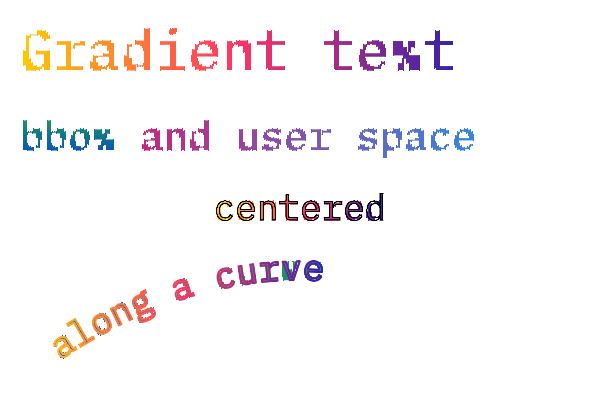 Gradient text
bbox and user space
centered
along a curve